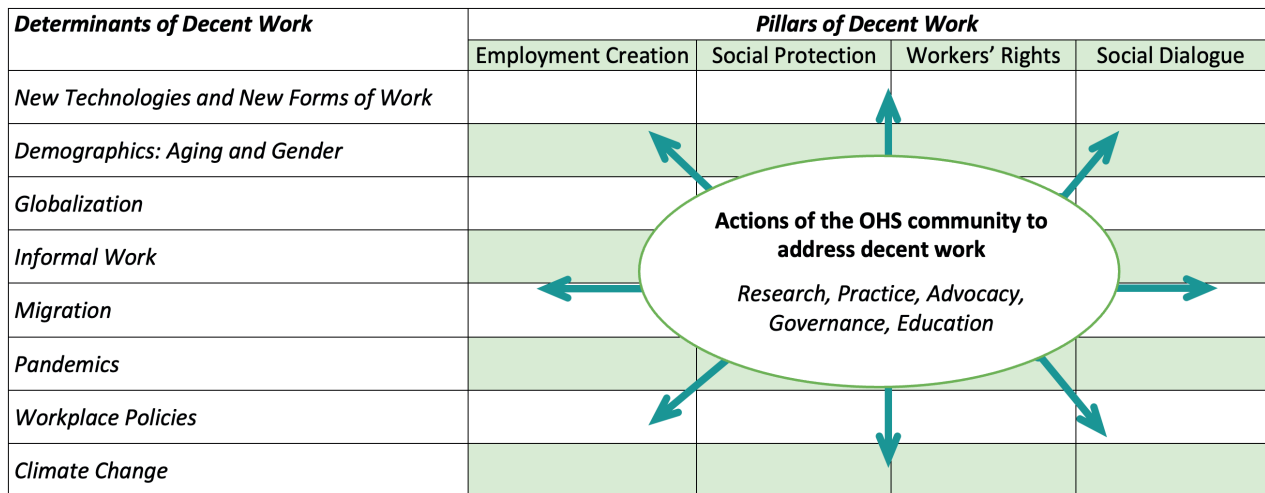 Determinants of Decent Work
Pillars of Decent Work
Employment Creation
Social Protection
Workers’ Rights
Social Dialogue
New Technologies and New Forms of Work
Demographics: Aging and Gender
Globalization
Informal Work
Migration
Pandemics
Workplace Policies
Climate Change
Actions of the OHS community to
address decent work
Research, Practice, Advocacy,
Governance, Education